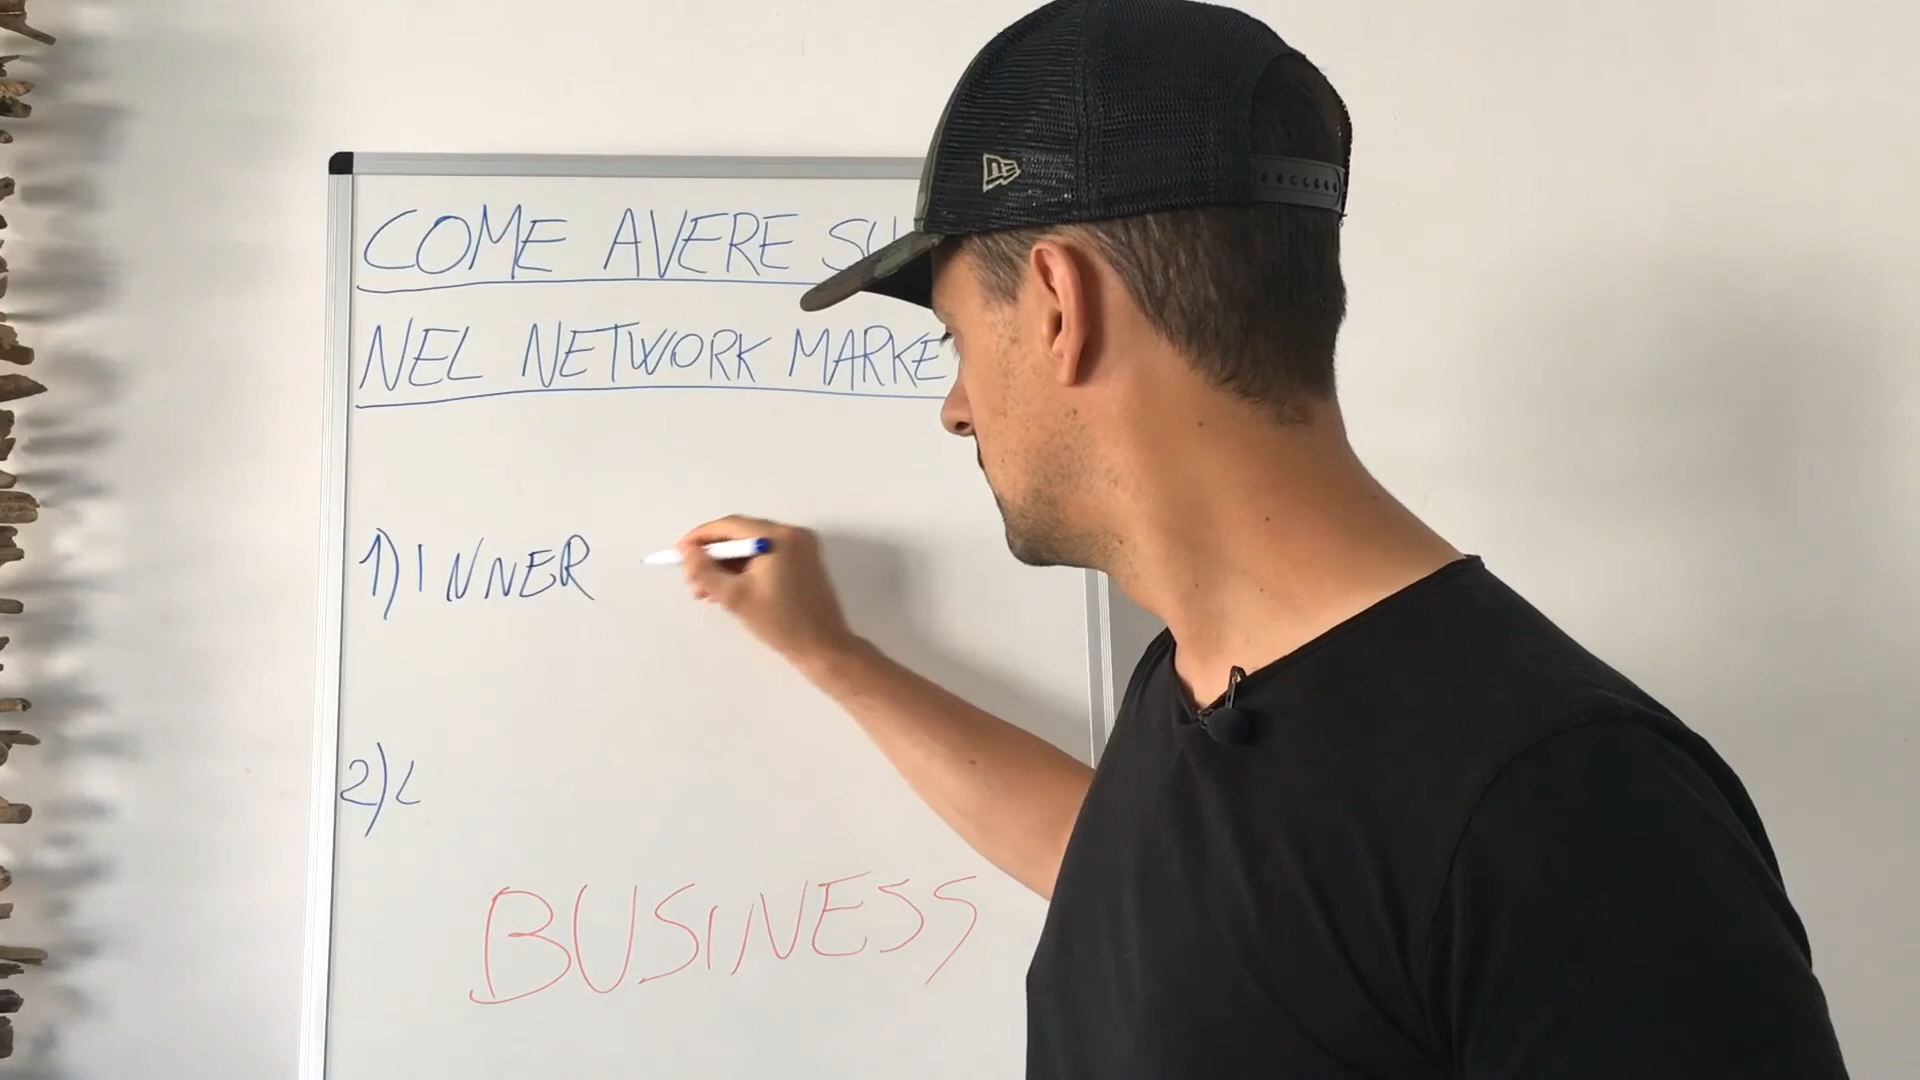 COME AVERE SU
NEL NETWORK MARKE
1) INNER
2)
BUSINESS